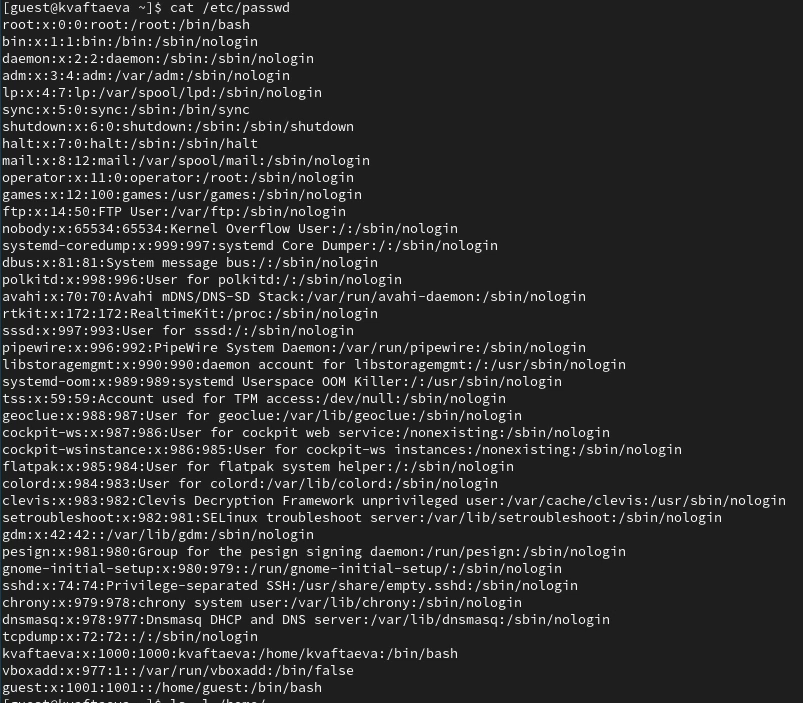 [guest@kvaftaeva ~]$ cat /etc/passwd
root:x:0:0:root:/root:/bin/bash
bin:x:1:1:bin:/bin:/sbin/nologin
daemon:x:2:2:daemon:/sbin:/sbin/nologin
adm:x:3:4:adm:/var/adm:/sbin/nologin
lp:x:4:7:lp:/var/spool/lpd:/sbin/nologin
sync:x:5:0:sync:/sbin:/bin/sync
shutdown:x:6:0:shutdown:/sbin:/sbin/shutdown
halt:x:7:0:halt:/sbin:/sbin/halt
mail:x:8:12:mail:/var/spool/mail:/sbin/nologin
operator:x:11:0:operator:/root:/sbin/nologin
games:x:12:100:games:/usr/games:/sbin/nologin
ftp:x:14:50:FTP User:/var/ftp:/sbin/nologin
nobody:x:65534:65534:Kernel Overflow User:/:/sbin/nologin
systemd-coredump:x:999:997:systemd Core Dumper:/:/sbin/nologin
dbus:x:81:81:System message bus:/:/sbin/nologin
polkitd:x:998:996:User for polkitd:/:/sbin/nologin
avahi:x:70:70:Avahi mDNS/DNS-SD Stack:/var/run/avahi-daemon:/sbin/nologin
rtkit:x:172:172:RealtimeKit:/proc:/sbin/nologin
sssd:x:997:993:User for sssd:/:/sbin/nologin
pipewire:x:996:992:PipeWire System Daemon:/var/run/pipewire:/sbin/nologin
libstoragemgmt:x:990:990:daemon account for libstoragemgmt:/:/usr/sbin/nologin
systemd-oom:x:989:989:systemd Userspace OOM Killer:/:/usr/sbin/nologin
tss:x:59:59:Account used for TPM access:/dev/null:/sbin/nologin
geoclue:x:988:987:User for geoclue:/var/lib/geoclue:/sbin/nologin
cockpit-ws:x:987:986:User for cockpit web service:/nonexisting:/sbin/nologin
cockpit-wsinstance:x:986:985:User for cockpit-ws instances:/nonexisting:/sbin/nologin
flatpak:x:985:984:User for flatpak system helper:/:/sbin/nologin
colord:x:984:983:User for colord:/var/lib/colord:/sbin/nologin
clevis:x:983:982:Clevis Decryption Framework unprivileged user:/var/cache/clevis:/usr/sbin/nologin
setroubleshoot:x:982:981:SELinux troubleshoot server:/var/lib/setroubleshoot:/sbin/nologin
gdm:x:42:42::/var/lib/gdm:/sbin/nologin
pesign:x:981:980:Group for the pesign signing daemon:/run/pesign:/sbin/nologin
gnome-initial-setup:x:980:979::/run/gnome-initial-setup/:/sbin/nologin
sshd:x:74:74:Privilege-separated SSH:/usr/share/empty.sshd:/sbin/nologin
chrony:x:979:978:chrony system user:/var/lib/chrony:/sbin/nologin
dnsmasq:x:978:977:Dnsmasq DHCP and DNS server:/var/lib/dnsmasq:/sbin/nologin
tcpdump:x:72:72::/:/sbin/nologin
kvaftaeva:x:1000:1000:kvaftaeva:/home/kvaftaeva:/bin/bash
vboxadd:x:977:1::/var/run/vboxadd:/bin/false
guest:x:1001:1001::/home/guest:/bin/bash